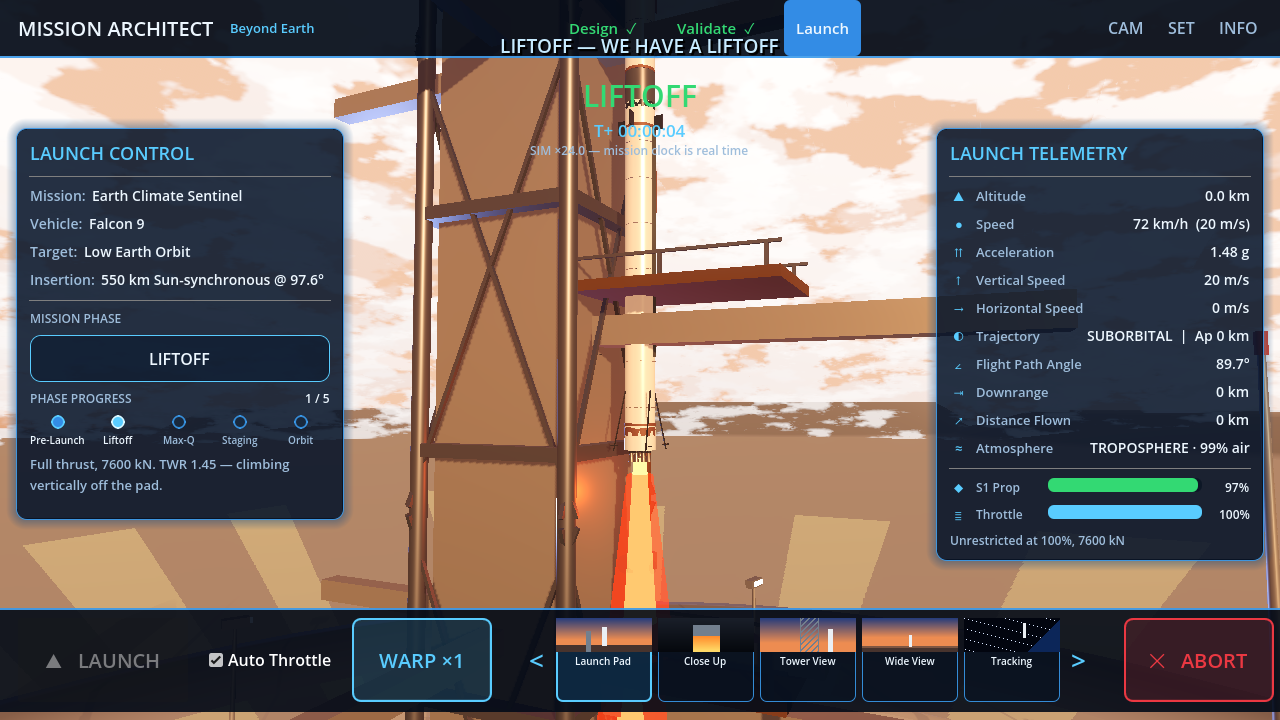 MISSION ARCHITECT
Beyond Earth
Design ✓
Validate ✓
Launch
CAM
SET
INFO
LIFTOFF — WE HAVE A LIFTOFF
LIFTOFF
T+ 00:00:04
SIM ×24.0 — mission clock is real time
LAUNCH CONTROL
Mission: Earth Climate Sentinel
Vehicle: Falcon 9
Target: Low Earth Orbit
Insertion: 550 km Sun-synchronous @ 97.6°
MISSION PHASE
LIFTOFF
PHASE PROGRESS 1 / 5
Pre-Launch Liftoff Max-Q Staging Orbit
Full thrust, 7600 kN. TWR 1.45 — climbing
vertically off the pad.
LAUNCH TELEMETRY
Altitude 0.0 km
Speed 72 km/h (20 m/s)
Acceleration 1.48 g
Vertical Speed 20 m/s
Horizontal Speed 0 m/s
Trajectory SUBORBITAL | Ap 0 km
Flight Path Angle 89.7°
Downrange 0 km
Distance Flown 0 km
Atmosphere TROPOSPHERE · 99% air
S1 Prop 97%
Throttle 100%
Unrestricted at 100%, 7600 kN
▲ LAUNCH
Auto Throttle
WARP ×1
<
Launch Pad
Close Up
Tower View
Wide View
Tracking
>
✕ ABORT